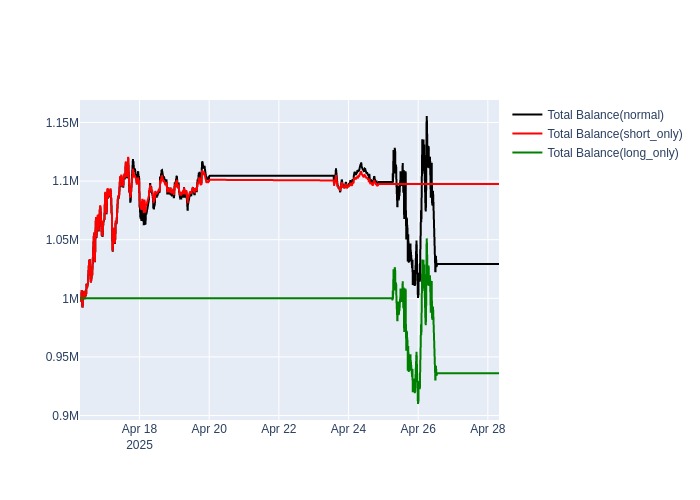 1.15M
1.1M
1.05M
1M
0.95M
0.9M
Apr 18
2025
Apr 20
Apr 22
Apr 24
Apr 26
Apr 28
Total Balance(normal)
Total Balance(short_only)
Total Balance(long_only)